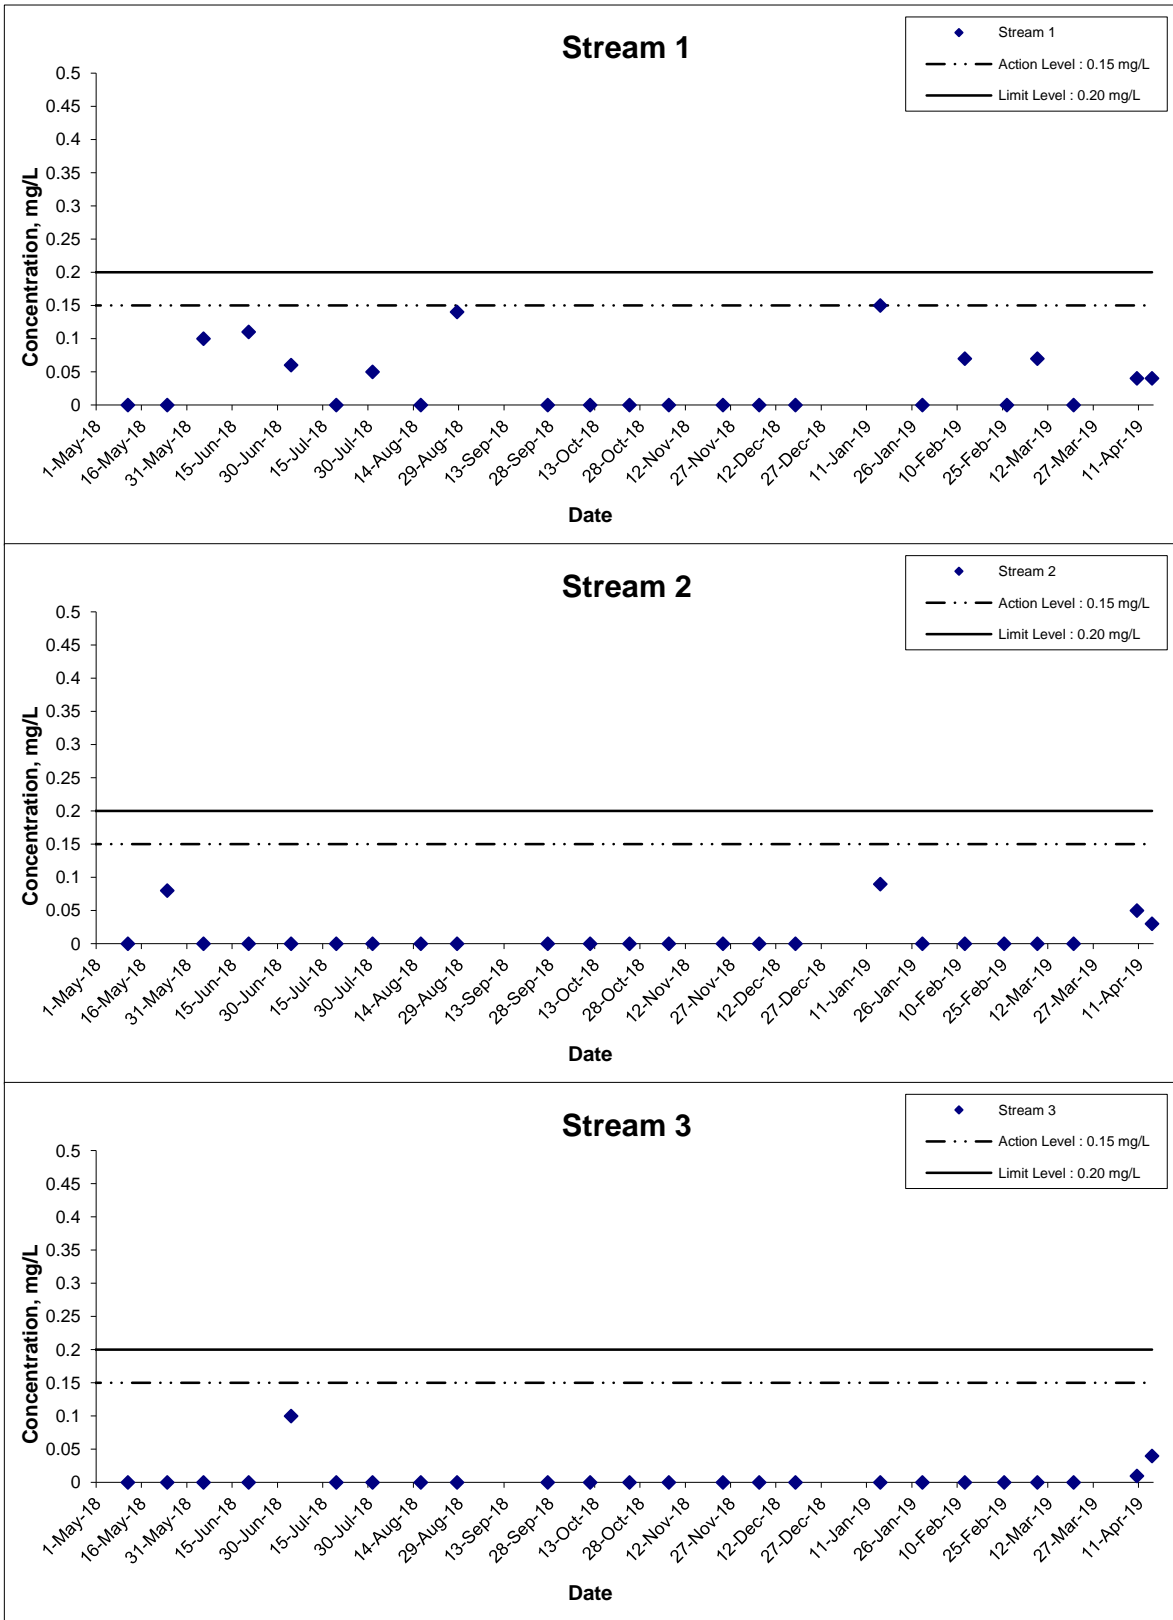 Stream 1
Stream 1
Action Level : 0.15 mg/L
Limit Level : 0.20 mg/L
Concentration, mg/L
0.5
0.45
0.4
0.35
0.3
0.25
0.2
0.15
0.1
0.05
0
1-May-18
16-May-18
31-May-18
15-Jun-18
30-Jun-18
15-Jul-18
30-Jul-18
14-Aug-18
29-Aug-18
13-Sep-18
28-Sep-18
13-Oct-18
28-Oct-18
12-Nov-18
27-Nov-18
12-Dec-18
27-Dec-18
11-Jan-19
26-Jan-19
10-Feb-19
25-Feb-19
12-Mar-19
27-Mar-19
11-Apr-19
Date
Stream 2
Stream 2
Action Level : 0.15 mg/L
Limit Level : 0.20 mg/L
Concentration, mg/L
0.5
0.45
0.4
0.35
0.3
0.25
0.2
0.15
0.1
0.05
0
1-May-18
16-May-18
31-May-18
15-Jun-18
30-Jun-18
15-Jul-18
30-Jul-18
14-Aug-18
29-Aug-18
13-Sep-18
28-Sep-18
13-Oct-18
28-Oct-18
12-Nov-18
27-Nov-18
12-Dec-18
27-Dec-18
11-Jan-19
26-Jan-19
10-Feb-19
25-Feb-19
12-Mar-19
27-Mar-19
11-Apr-19
Date
Stream 3
Stream 3
Action Level : 0.15 mg/L
Limit Level : 0.20 mg/L
Concentration, mg/L
0.5
0.45
0.4
0.35
0.3
0.25
0.2
0.15
0.1
0.05
0
1-May-18
16-May-18
31-May-18
15-Jun-18
30-Jun-18
15-Jul-18
30-Jul-18
14-Aug-18
29-Aug-18
13-Sep-18
28-Sep-18
13-Oct-18
28-Oct-18
12-Nov-18
27-Nov-18
12-Dec-18
27-Dec-18
11-Jan-19
26-Jan-19
10-Feb-19
25-Feb-19
12-Mar-19
27-Mar-19
11-Apr-19
Date